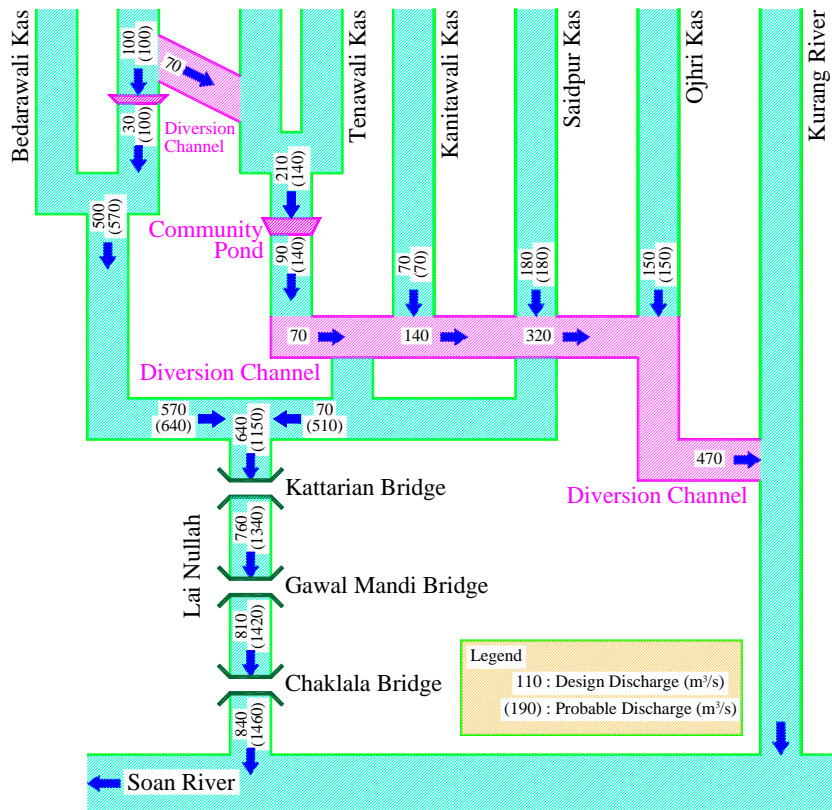 Bedarawali Kas
100
(100)
70
Diversion
Channel
30
(100)
Tenawali Kas
Kanitawali Kas
Saidpur Kas
Ojhri Kas
Kurang River
210
(140)
500
(570)
Community
Pond
90
(140)
70
(70)
180
(180)
150
(150)
70
140
320
Diversion Channel
570
(640)
640
(1150)
70
(510)
470
Diversion Channel
Kattarian Bridge
Lai Nullah
760
(1340)
Gawal Mandi Bridge
810
(1420)
Chaklala Bridge
840
(1460)
Legend
110 : Design Discharge (m³/s)
(190) : Probable Discharge (m³/s)
Soan River